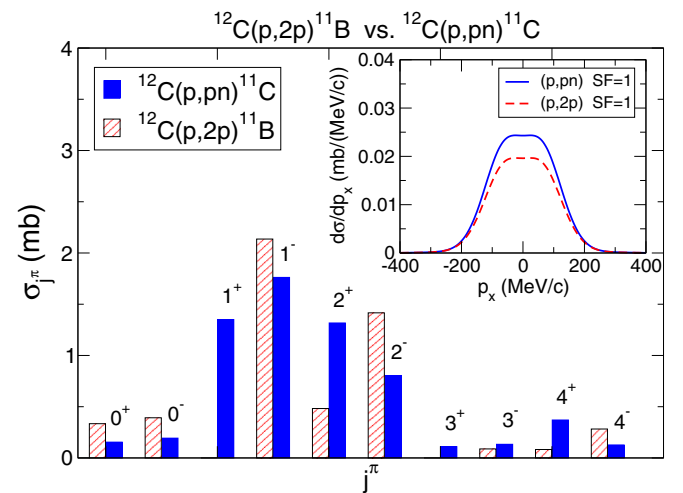 ¹²C(p,2p)¹¹B vs. ¹²C(p,pn)¹¹C
¹²C(p,pn)¹¹C
¹²C(p,2p)¹¹B
σ_j^π (mb)
4
3
2
1
0
0⁺
0⁻
1⁺
1⁻
2⁺
2⁻
3⁺
3⁻
4⁺
4⁻
j^π
(p,pn) SF=1
(p,2p) SF=1
dσ/dpₓ (mb/(MeV/c))
0.04
0.03
0.02
0.01
0
-400 -200 0 200 400
pₓ (MeV/c)